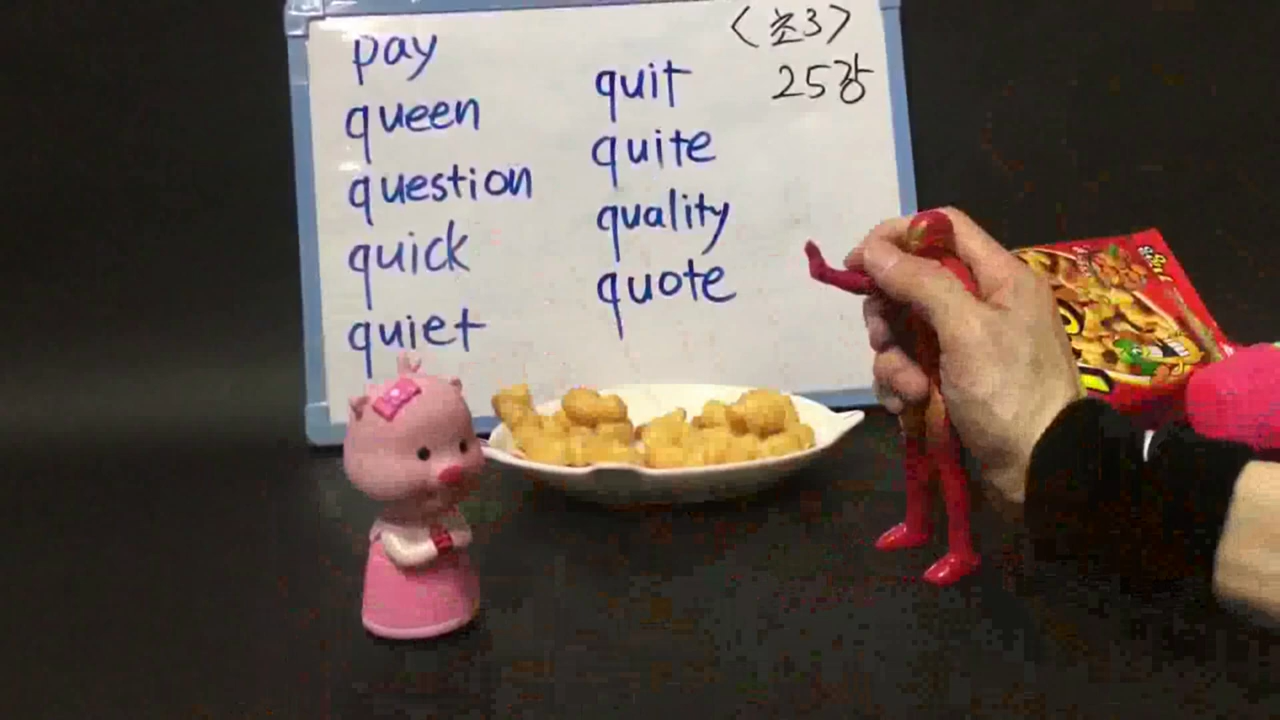 pay
queen
question
quick
quiet
quit
quite
quality
quote
<초3>
25강